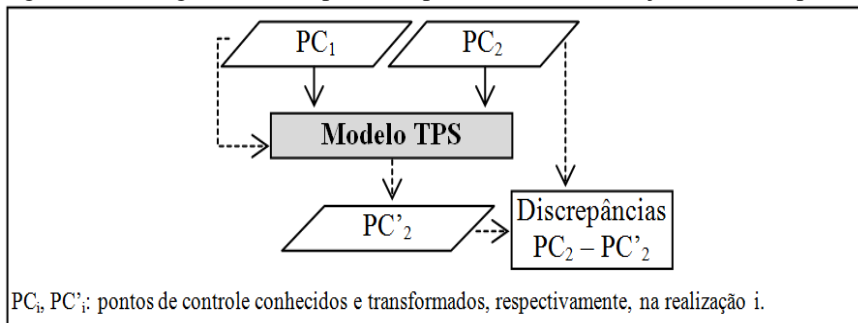 PC₁ PC₂
Modelo TPS
PC’₂
Discrepâncias
PC₂ – PC’₂
PCᵢ, PC’ᵢ: pontos de controle conhecidos e transformados, respectivamente, na realização i.